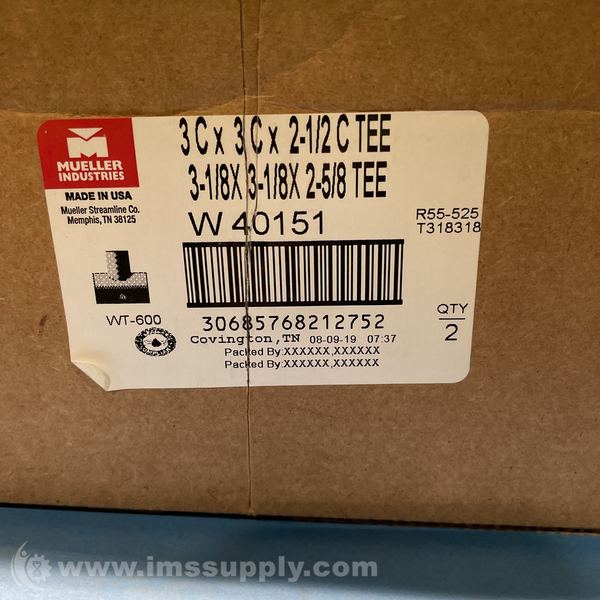 3 C x 3 C x 2-1/2 C TEE
3-1/8X 3-1/8X 2-5/8 TEE
W 40151
MUELLER
INDUSTRIES
MADE IN USA
Mueller Streamline Co.
Memphis, TN 38125
R55-525
T318318
WT-600
30685768212752
QTY
2
Covington, TN 08-09-19 07:37
Packed By:XXXXXX,XXXXXX
Packed By:XXXXXX,XXXXXX
www.imssupply.com